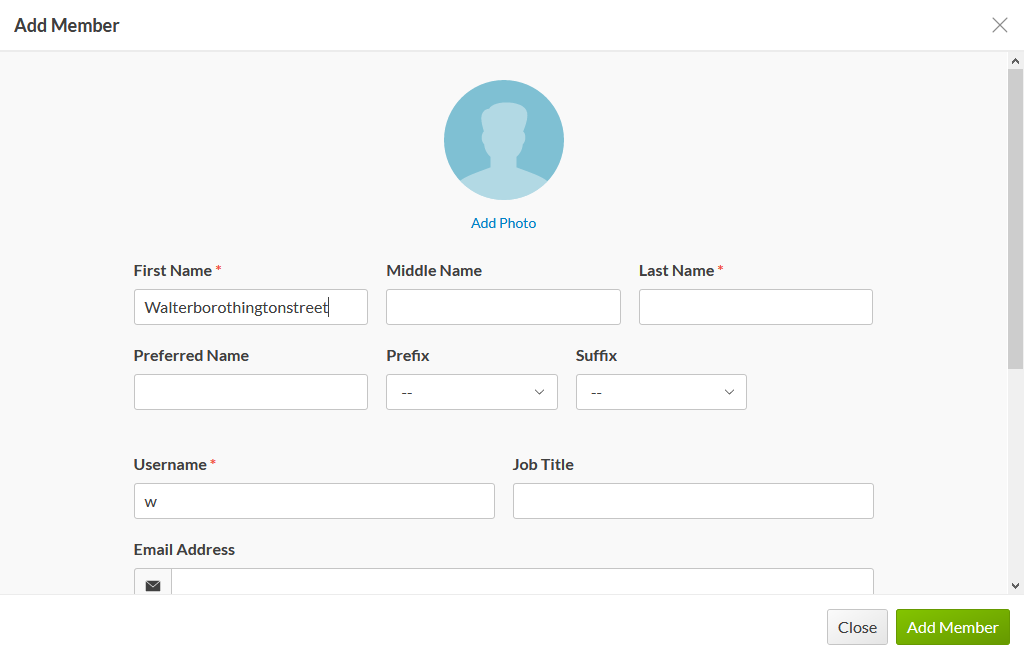 Add Member
Add Photo
First Name * Middle Name Last Name *
Walterborothingtonstreet
Preferred Name Prefix Suffix
-- --
Username * Job Title
w
Email Address
Close Add Member